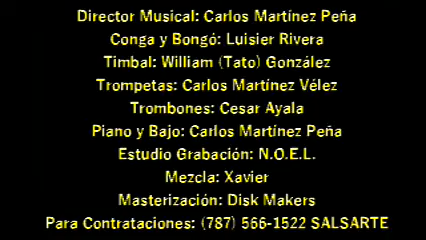 Director Musical: Carlos Martínez Peña
Conga y Bongó: Luisier Rivera
Timbal: William (Tato) González
Trompetas: Carlos Martínez Vélez
Trombones: Cesar Ayala
Piano y Bajo: Carlos Martínez Peña
Estudio Grabación: N.O.E.L.
Mezcla: Xavier
Masterización: Disk Makers
Para Contrataciones: (787) 566-1522 SALSARTE